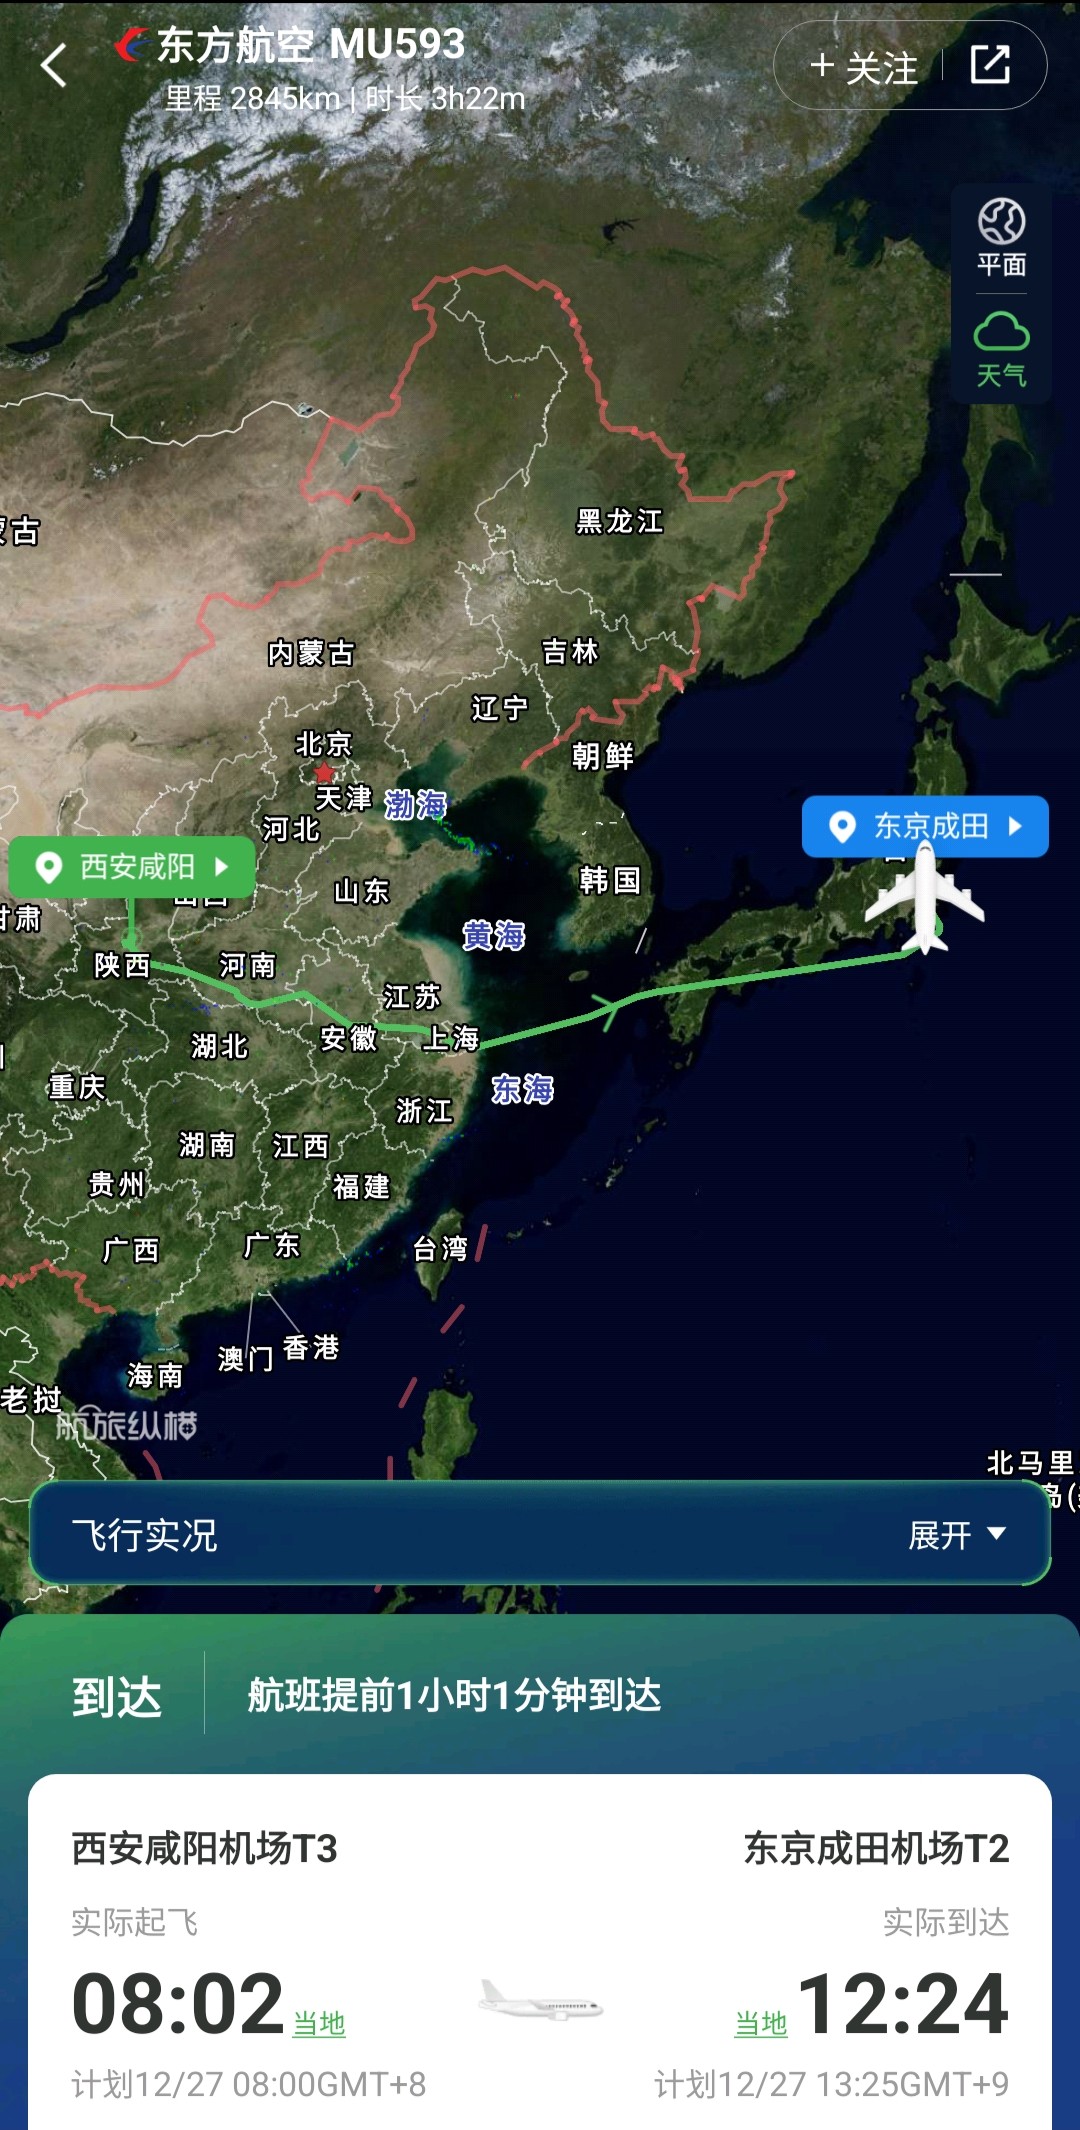 东方航空 MU593
里程 2845km | 时长 3h22m
+ 关注
平面
天气
黑龙江
内蒙古
吉林
辽宁
北京
朝鲜
天津
渤海
河北
东京成田
西安咸阳
山东
韩国
甘肃
黄海
陕西
河南
江苏
安徽
上海
湖北
重庆
东海
浙江
湖南
江西
贵州
福建
广西
广东
台湾
澳门
香港
海南
老挝
航旅纵横
北马里
飞行实况
展开
到达
航班提前1小时1分钟到达
西安咸阳机场T3
东京成田机场T2
实际起飞
实际到达
08:02 当地
当地 12:24
计划12/27 08:00GMT+8
计划12/27 13:25GMT+9